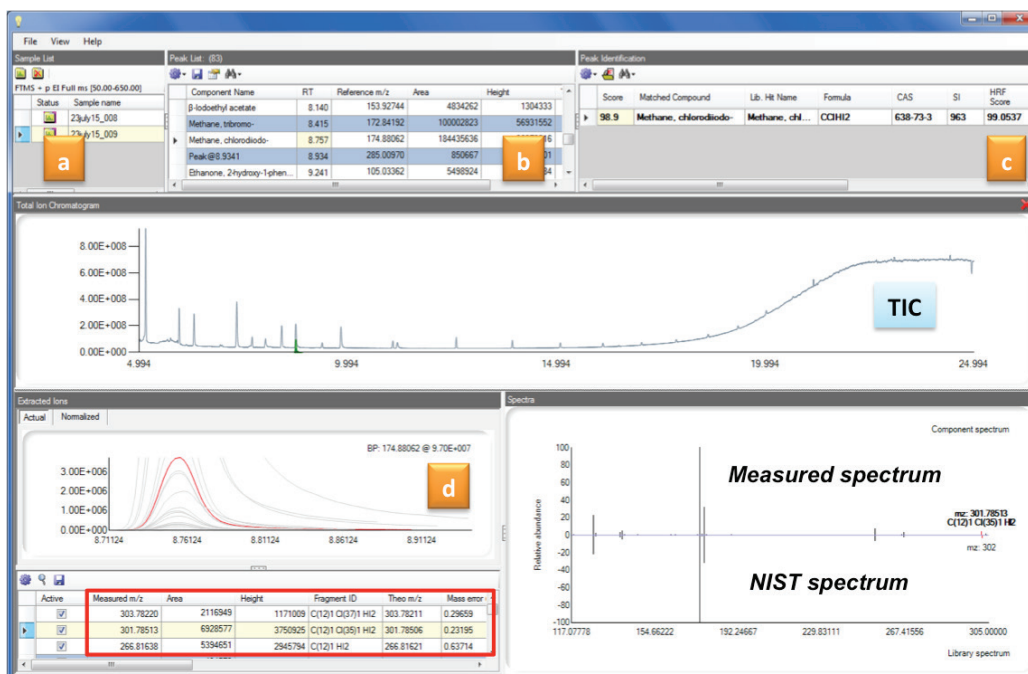 File View Help
Sample List
FTMS + p EI Full ms [50.00-650.00]
Status Sample name
23july15_008
23july15_009
a
Peak List: (83)
Component Name RT Reference m/z Area Height
β-Iodoethyl acetate 8.140 153.92744 4834262 1304333
Methane, tribromo- 8.415 172.84192 100002823 56931552
Methane, chlorodiiodo- 8.757 174.88062 184435636
Peak@8.9341 8.934 285.00970 850667
Ethanone, 2-hydroxy-1-phen... 9.241 105.03362 5498924
b
Peak Identification
Score Matched Compound Lib. Hit Name Formula CAS SI HRF Score
98.9 Methane, chlorodiiodo- Methane, chl... CClHI2 638-73-3 963 99.0537
c
Total Ion Chromatogram
8.00E+008
6.00E+008
4.00E+008
2.00E+008
0.00E+000
4.994 9.994 14.994 19.994 24.994
TIC
Extracted Ions
Actual Normalized
BP: 174.88062 @ 9.70E+007
3.00E+006
2.00E+006
1.00E+006
0.00E+000
8.71124 8.76124 8.81124 8.86124 8.91124
d
Active Measured m/z Area Height Fragment ID Theo m/z Mass error
303.78220 2116949 1171009 C(12)1 Cl(37)1 HI2 303.78211 0.29659
301.78513 6928577 3750925 C(12)1 Cl(35)1 HI2 301.78506 0.23195
266.81638 5394651 2945794 C(12)1 HI2 266.81621 0.63714
Spectra
Component spectrum
Measured spectrum
mz: 301.78513
C(12)1 Cl(35)1 HI2
mz: 302
NIST spectrum
Relative abundance
100
80
60
40
20
0
-20
-40
-60
-80
-100
117.07778 154.66222 192.24667 229.83111 267.41556 305.00000
Library spectrum